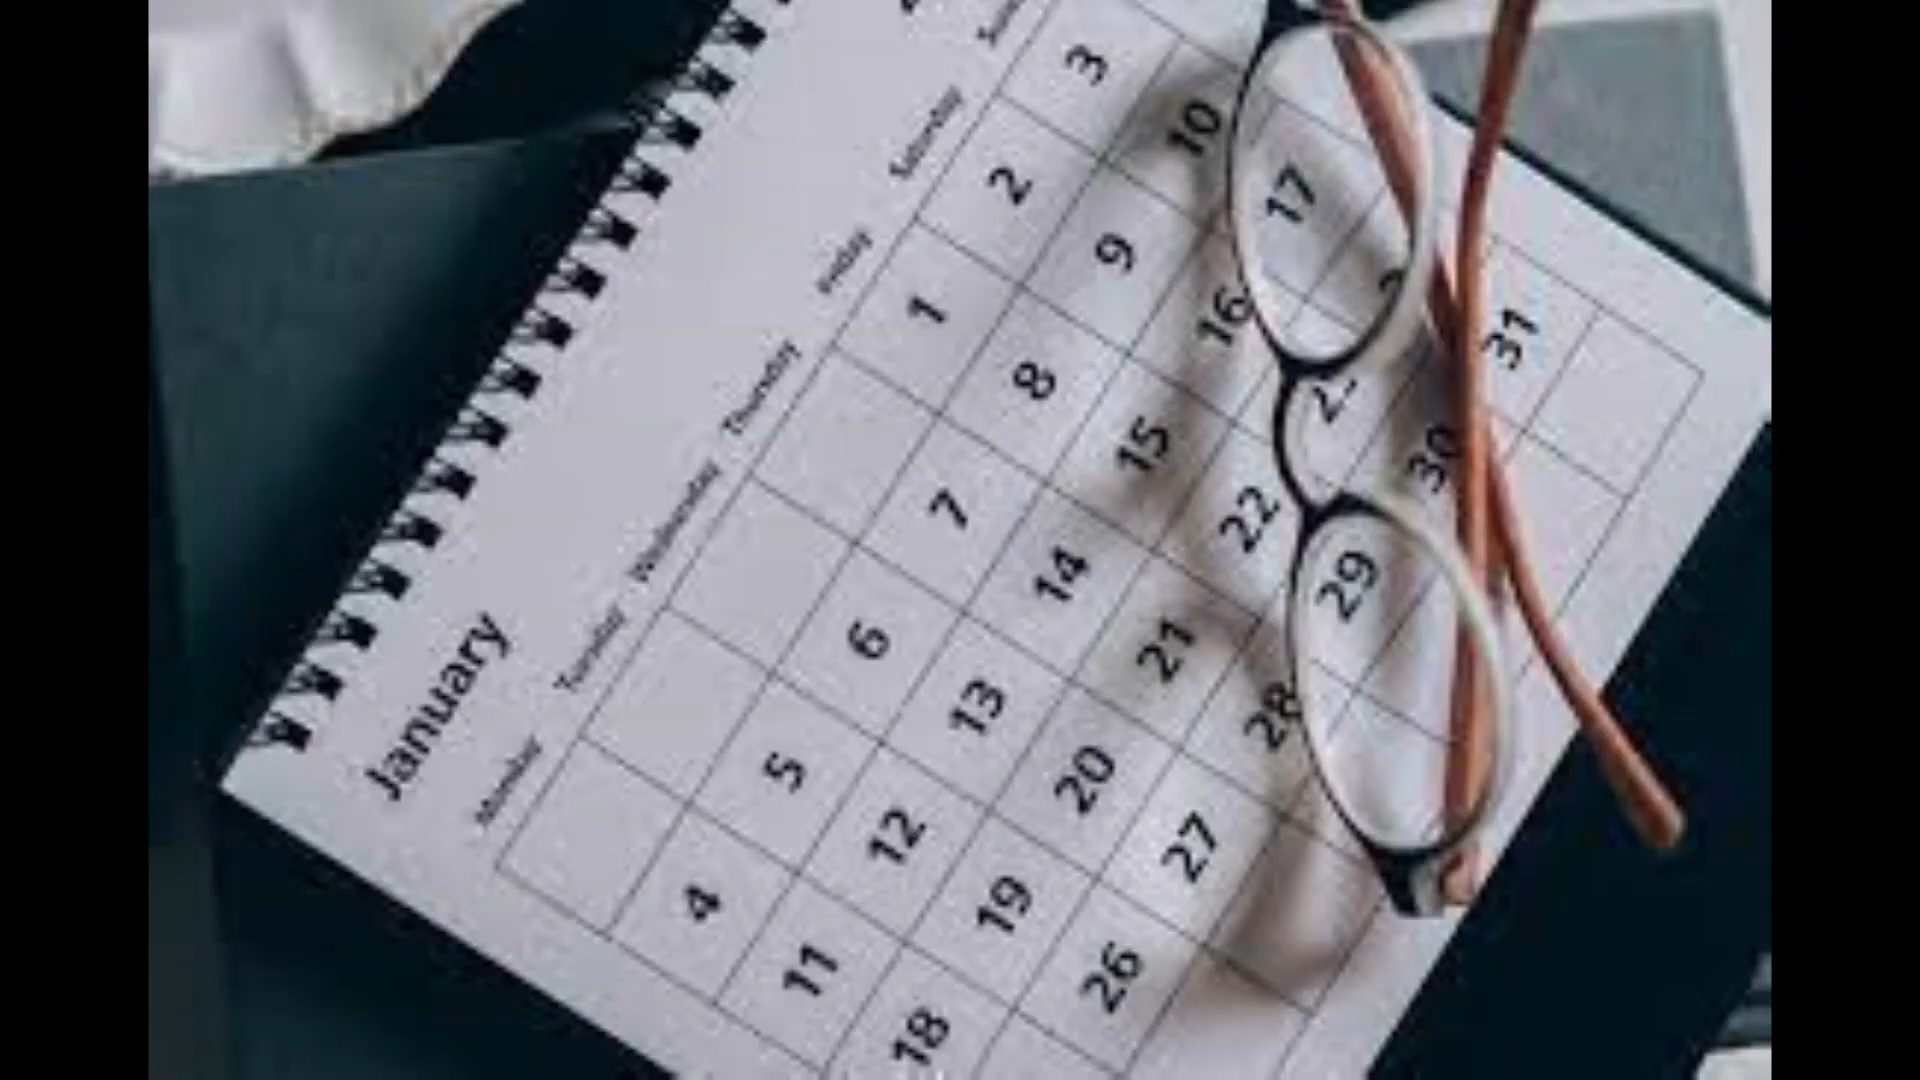 January
Monday Tuesday Wednesday Thursday Friday Saturday
1 2 3
4 5 6 7 8 9 10
11 12 13 14 15 16 17
18 19 20 21 22
26 27 28 29 30 31